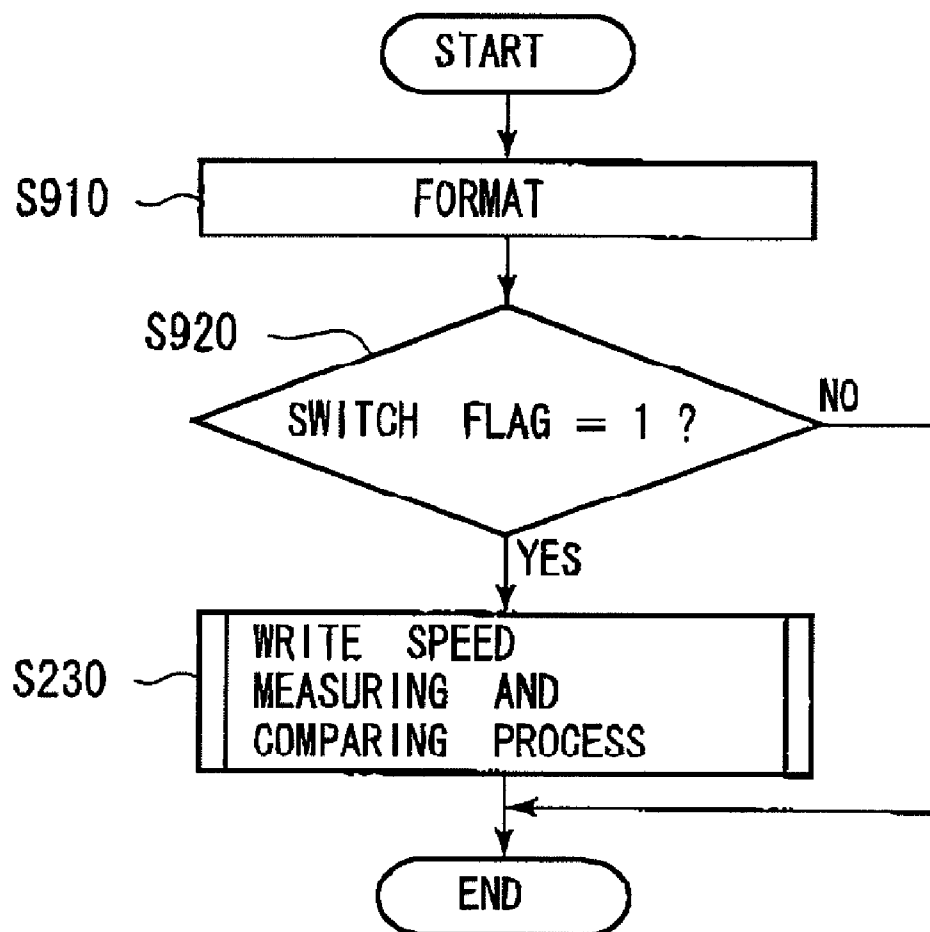 START
S910
FORMAT
S920
SWITCH FLAG = 1 ?
NO
YES
S230
WRITE SPEED
MEASURING AND
COMPARING PROCESS
END